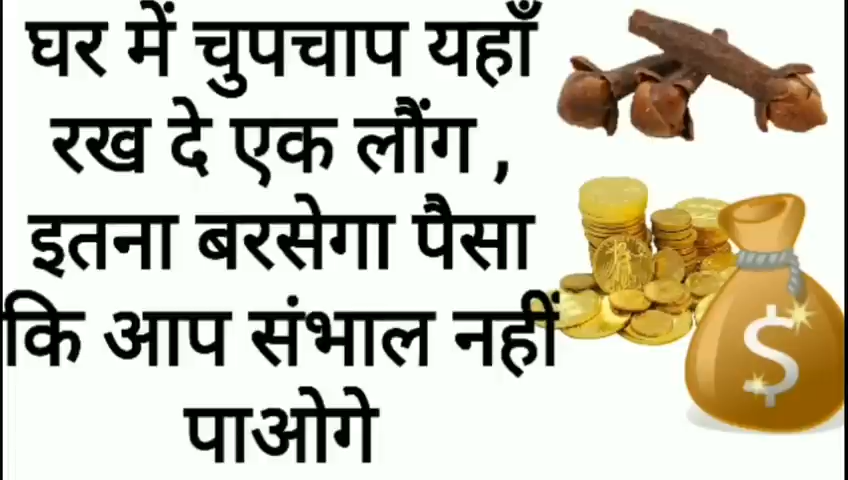 घर में चुपचाप यहाँ
रख दे एक लौंग ,
इतना बरसेगा पैसा
कि आप संभाल नहीं
पाओगे
$